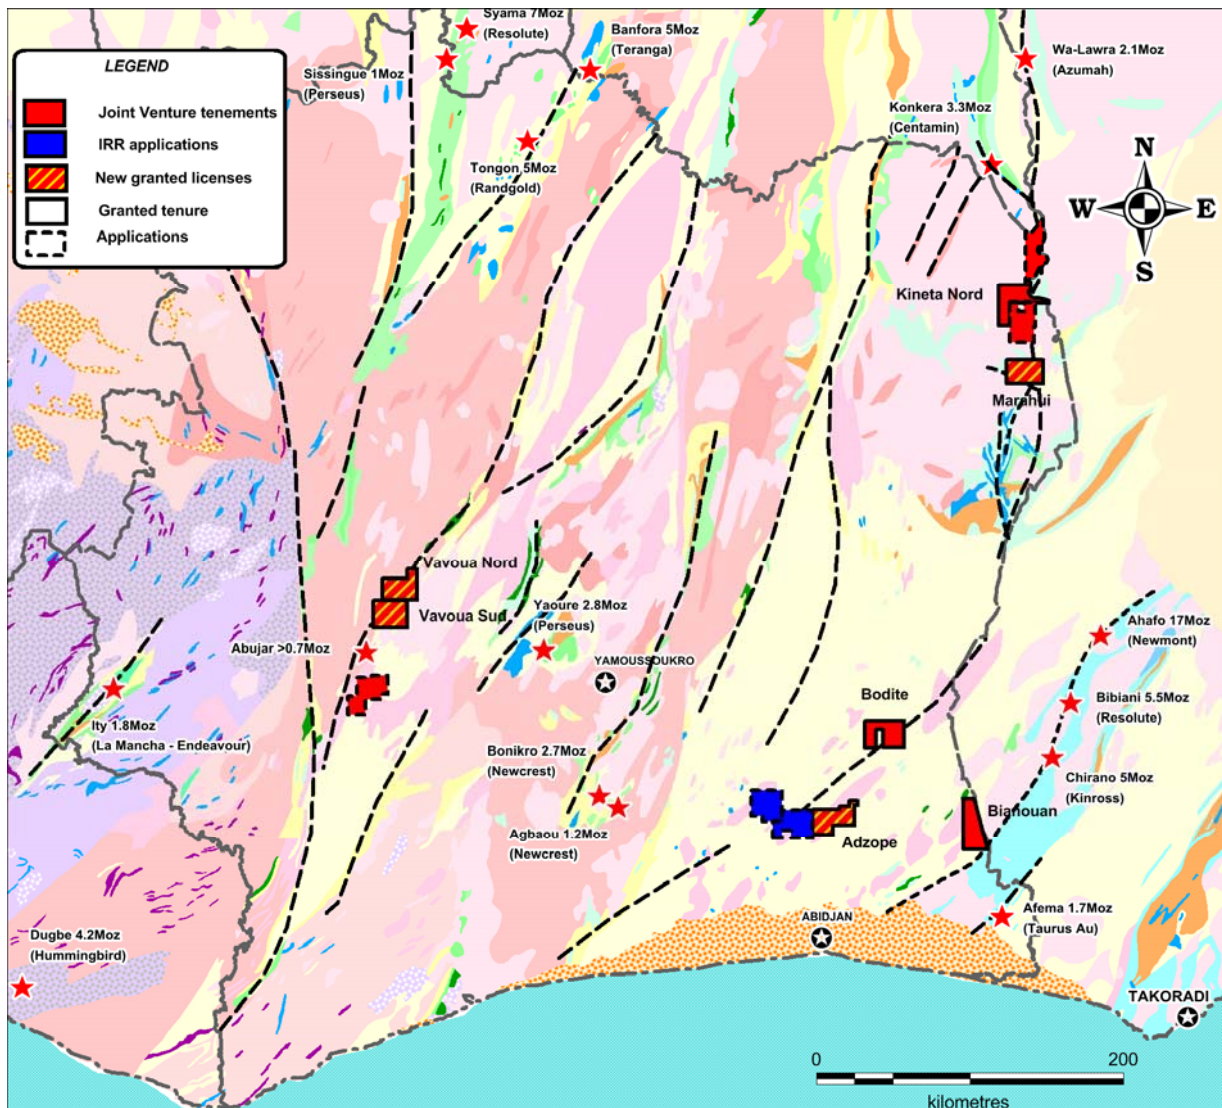 LEGEND
Joint Venture tenements
IRR applications
New granted licenses
Granted tenure
Applications
Syama 7Moz
(Resolute)
Banfora 5Moz
(Teranga)
Sissingue 1Moz
(Perseus)
Wa-Lawra 2.1Moz
(Azumah)
Konkera 3.3Moz
(Centamin)
Tongon 5Moz
(Randgold)
N
W
E
S
Kineta Nord
Marahui
Vavoua Nord
Vavoua Sud
Yaoure 2.8Moz
(Perseus)
Abujar >0.7Moz
YAMOUSSOUKRO
Ahafo 17Moz
(Newmont)
Bodite
Bibiani 5.5Moz
(Resolute)
Ity 1.8Moz
(La Mancha - Endeavour)
Bonikro 2.7Moz
(Newcrest)
Chirano 5Moz
(Kinross)
Bianouan
Agbaou 1.2Moz
(Newcrest)
Adzope
Dugbe 4.2Moz
(Hummingbird)
ABIDJAN
Afema 1.7Moz
(Taurus Au)
TAKORADI
0
200
kilometres